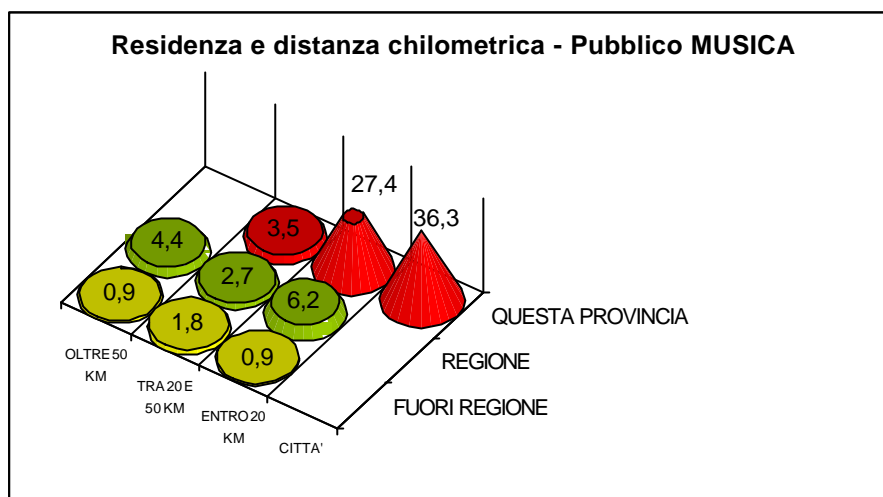 Residenza e distanza chilometrica - Pubblico MUSICA
27,4
36,3
3,5
4,4
2,7
6,2
0,9
1,8
0,9
QUESTA PROVINCIA
REGIONE
FUORI REGIONE
OLTRE 50
KM
TRA 20 E
50 KM
ENTRO 20
KM
CITTA'